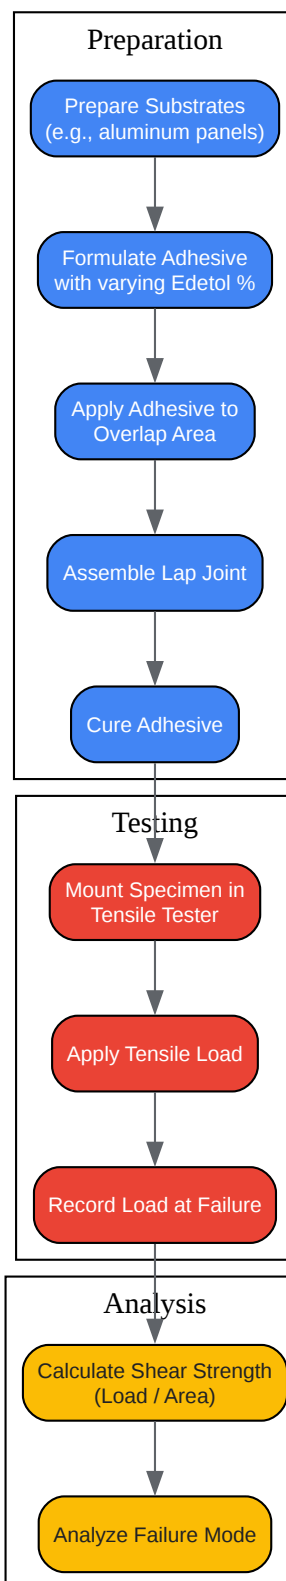 Preparation
Prepare Substrates
(e.g., aluminum panels)
Formulate Adhesive
with varying Edetol %
Apply Adhesive to
Overlap Area
Assemble Lap Joint
Cure Adhesive
Testing
Mount Specimen in
Tensile Tester
Apply Tensile Load
Record Load at Failure
Analysis
Calculate Shear Strength
(Load / Area)
Analyze Failure Mode